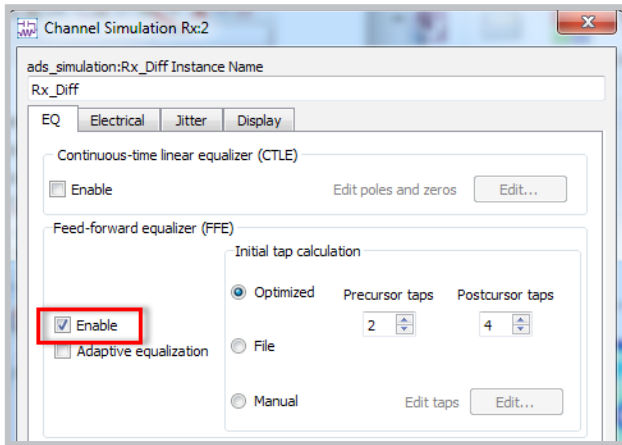 Channel Simulation Rx:2
ads_simulation:Rx_Diff Instance Name
Rx_Diff
EQ Electrical Jitter Display
Continuous-time linear equalizer (CTLE)
Enable Edit poles and zeros Edit...
Feed-forward equalizer (FFE)
Initial tap calculation
Optimized Precursor taps Postcursor taps
2 4
Enable
Adaptive equalization
File
Manual Edit taps Edit...